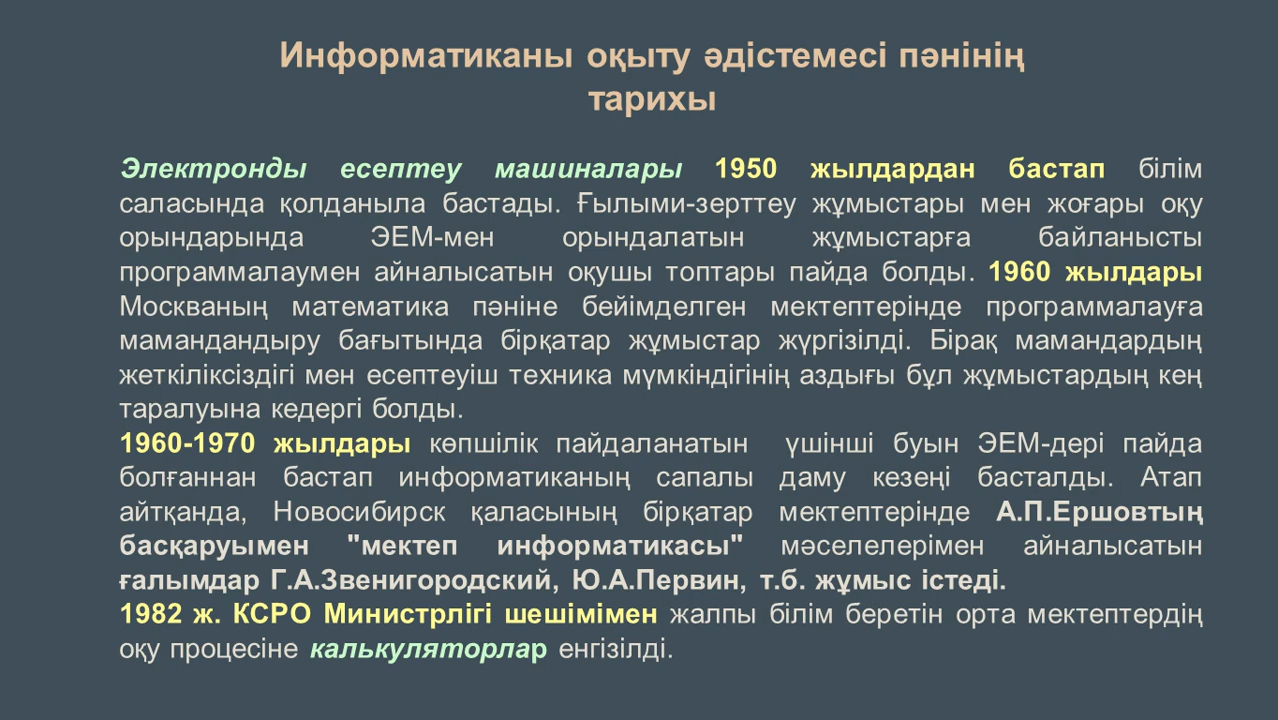 Информатиканы оқыту әдістемесі пәнінің
тарихы
Электронды есептеу машиналары 1950 жылдардан бастап білім
саласында қолданыла бастады. Ғылыми-зерттеу жұмыстары мен жоғары оқу
орындарында ЭЕМ-мен орындалатын жұмыстарға байланысты
программалаумен айналысатын оқушы топтары пайда болды. 1960 жылдары
Москваның математика пәніне бейімделген мектептерінде программалауға
мамандандыру бағытында бірқатар жұмыстар жүргізілді. Бірақ мамандардың
жеткіліксіздігі мен есептеуіш техника мүмкіндігінің аздығы бұл жұмыстардың кең
таралуына кедергі болды.
1960-1970 жылдары көпшілік пайдаланатын үшінші буын ЭЕМ-дері пайда
болғаннан бастап информатиканың сапалы даму кезеңі басталды. Атап
айтқанда, Новосибирск қаласының бірқатар мектептерінде А.П.Ершовтың
басқаруымен "мектеп информатикасы" мәселелерімен айналысатын
ғалымдар Г.А.Звенигородский, Ю.А.Первин, т.б. жұмыс істеді.
1982 ж. КСРО Министрлігі шешімімен жалпы білім беретін орта мектептердің
оқу процесіне калькуляторлар енгізілді.